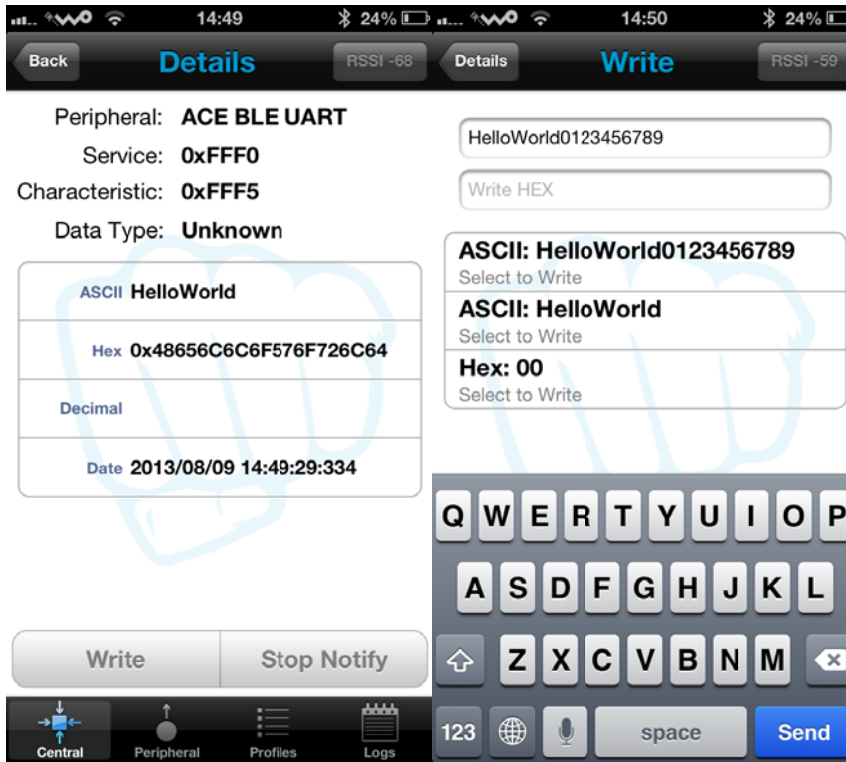 14:49
24%
Back
Details
RSSI -68
Peripheral: ACE BLE UART
Service: 0xFFF0
Characteristic: 0xFFF5
Data Type: Unknown
ASCII HelloWorld
Hex 0x48656C6C6F576F726C64
Decimal
Date 2013/08/09 14:49:29:334
Write
Stop Notify
Central
Peripheral
Profiles
Logs
14:50
24%
Details
Write
RSSI -59
HelloWorld0123456789
Write HEX
ASCII: HelloWorld0123456789
Select to Write
ASCII: HelloWorld
Select to Write
Hex: 00
Select to Write
Q W E R T Y U I O P
A S D F G H J K L
Z X C V B N M
123
space
Send